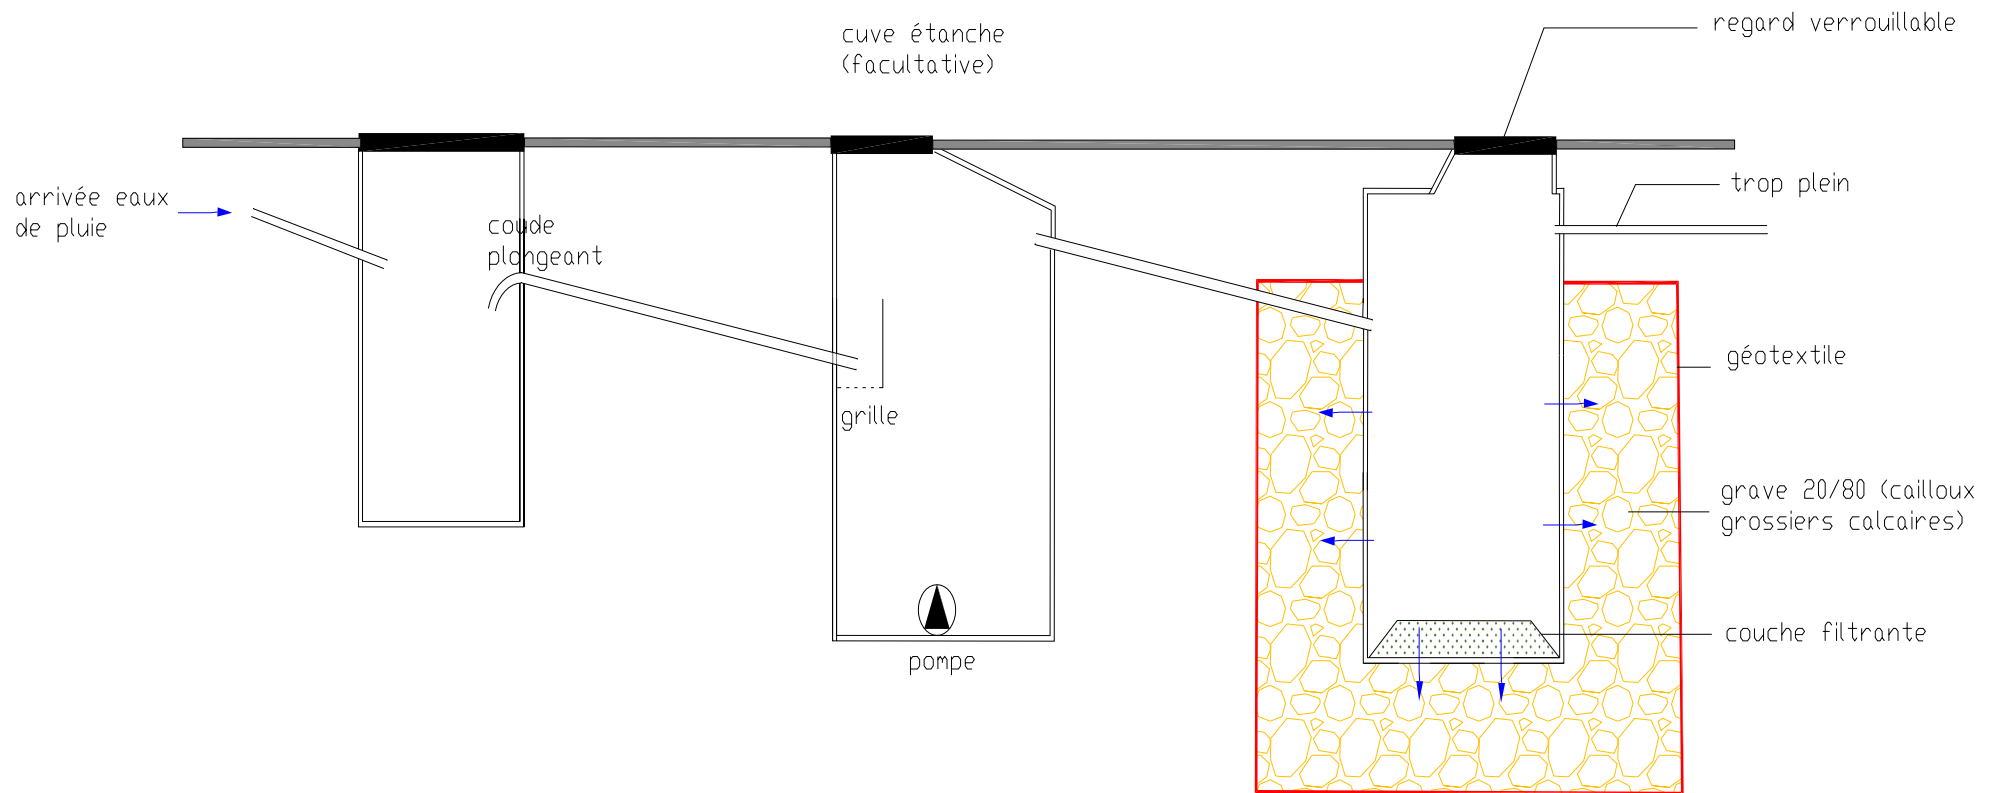 cuve étanche
(facultative)
regard verrouillable
arrivée eaux
de pluie
coude
plongeant
trop plein
géotextile
grille
grave 20/80 (cailloux
grossiers calcaires)
couche filtrante
pompe